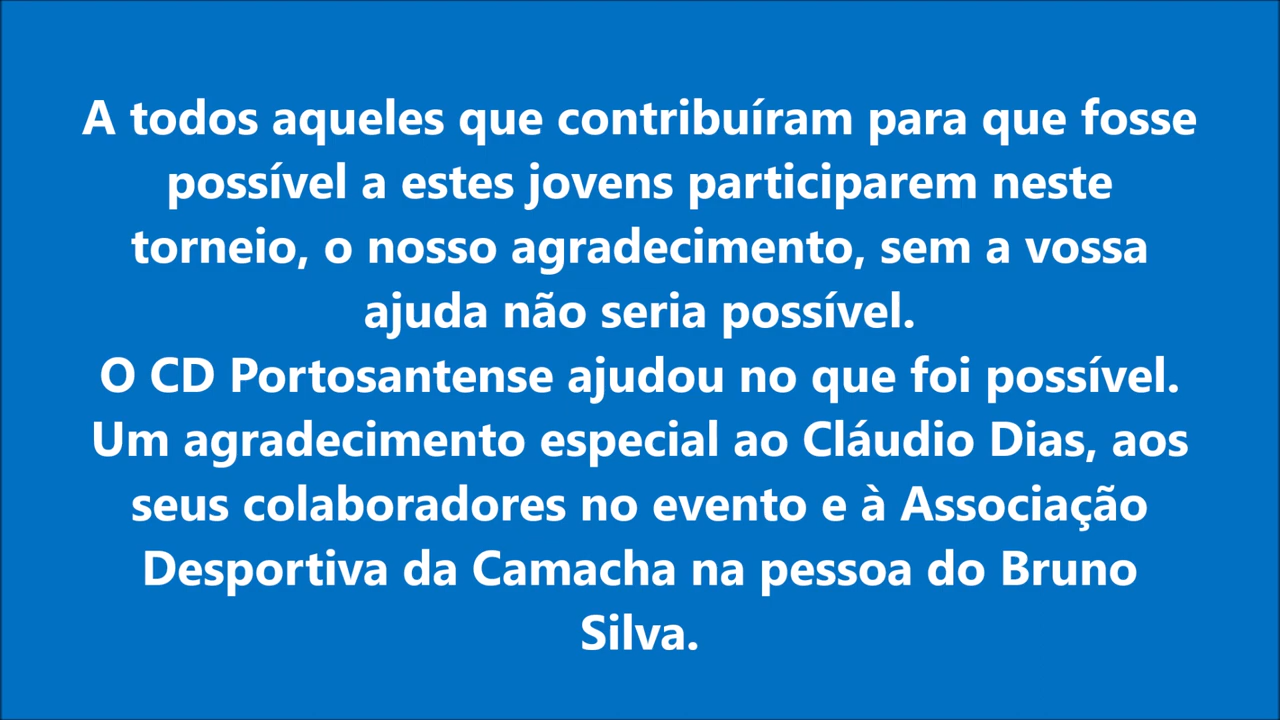 A todos aqueles que contribuíram para que fosse
possível a estes jovens participarem neste
torneio, o nosso agradecimento, sem a vossa
ajuda não seria possível.
O CD Portosantense ajudou no que foi possível.
Um agradecimento especial ao Cláudio Dias, aos
seus colaboradores no evento e à Associação
Desportiva da Camacha na pessoa do Bruno
Silva.